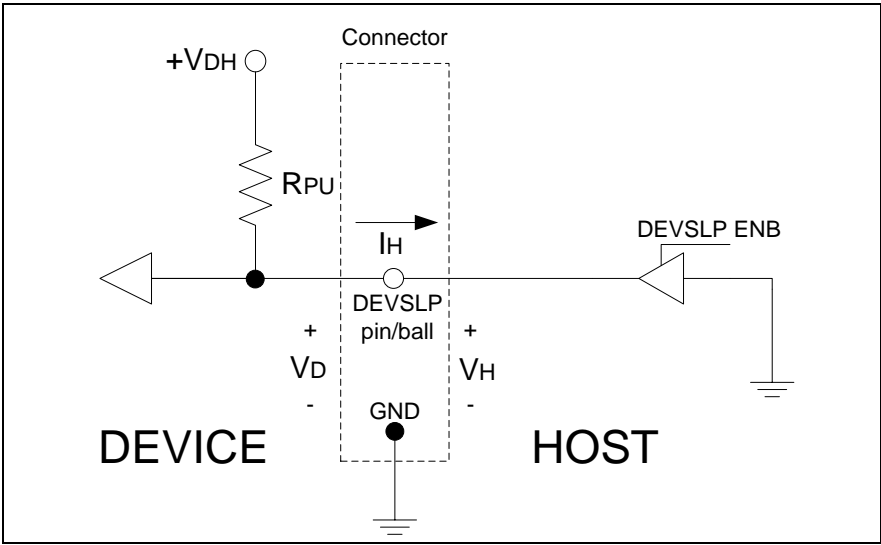 Connector
+VDH
RPU
IH
DEVSLP ENB
DEVSLP
pin/ball
+
VD
-
+
VH
-
GND
DEVICE
HOST